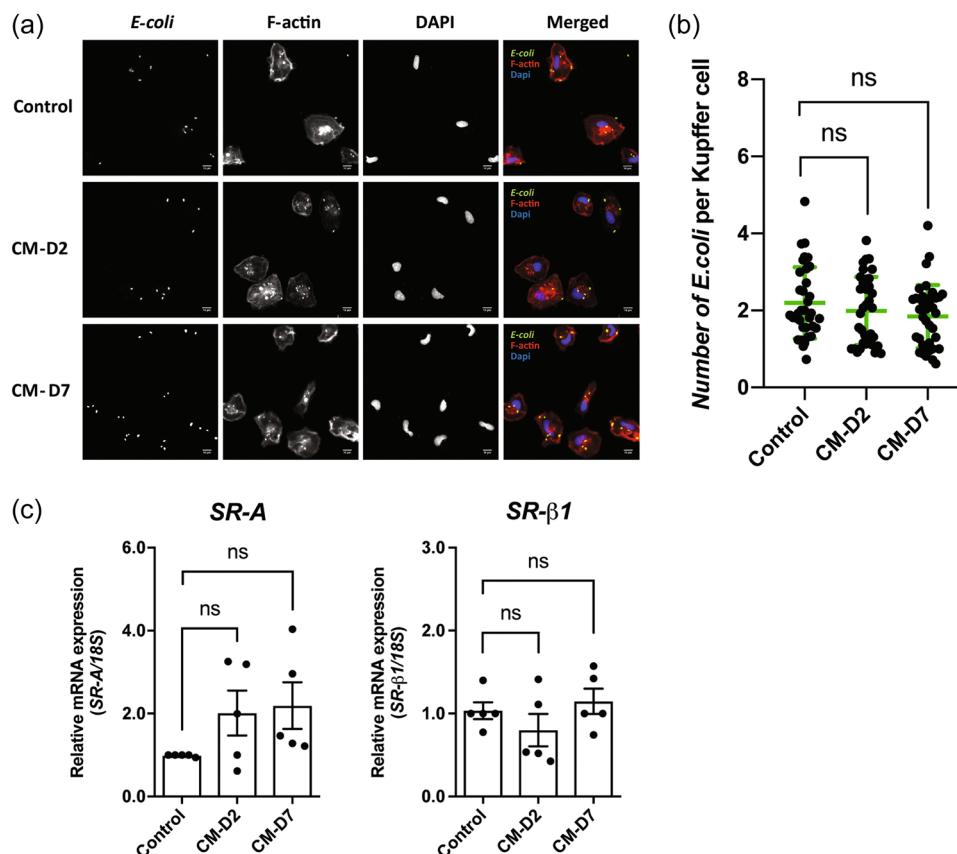 (a)
E-coli F-actin DAPI Merged
Control
E-coli
F-actin
Dapi
CM-D2
E-coli
F-actin
Dapi
CM-D7
E-coli
F-actin
Dapi
(b)
Number of E.coli per Kupffer cell
8
6
4
2
0
ns
ns
Control CM-D2 CM-D7
(c)
SR-A
Relative mRNA expression
(SR-A/18S)
6.0
4.0
2.0
0.0
ns
ns
Control CM-D2 CM-D7
SR-β1
Relative mRNA expression
(SR-β1/18S)
3.0
2.0
1.0
0.0
ns
ns
Control CM-D2 CM-D7